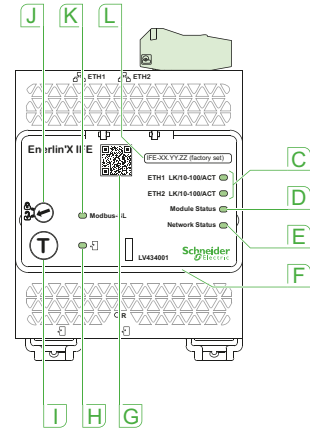 J
K
L
ETH1
ETH2
Enerlin'X IFE
IFE-XX.YY.ZZ (factory set)
ETH1 LK/10-100/ACT
C
ETH2 LK/10-100/ACT
Module Status
D
Modbus-SL
Network Status
E
T
Schneider
Electric
LV434001
F
QR
I
H
G